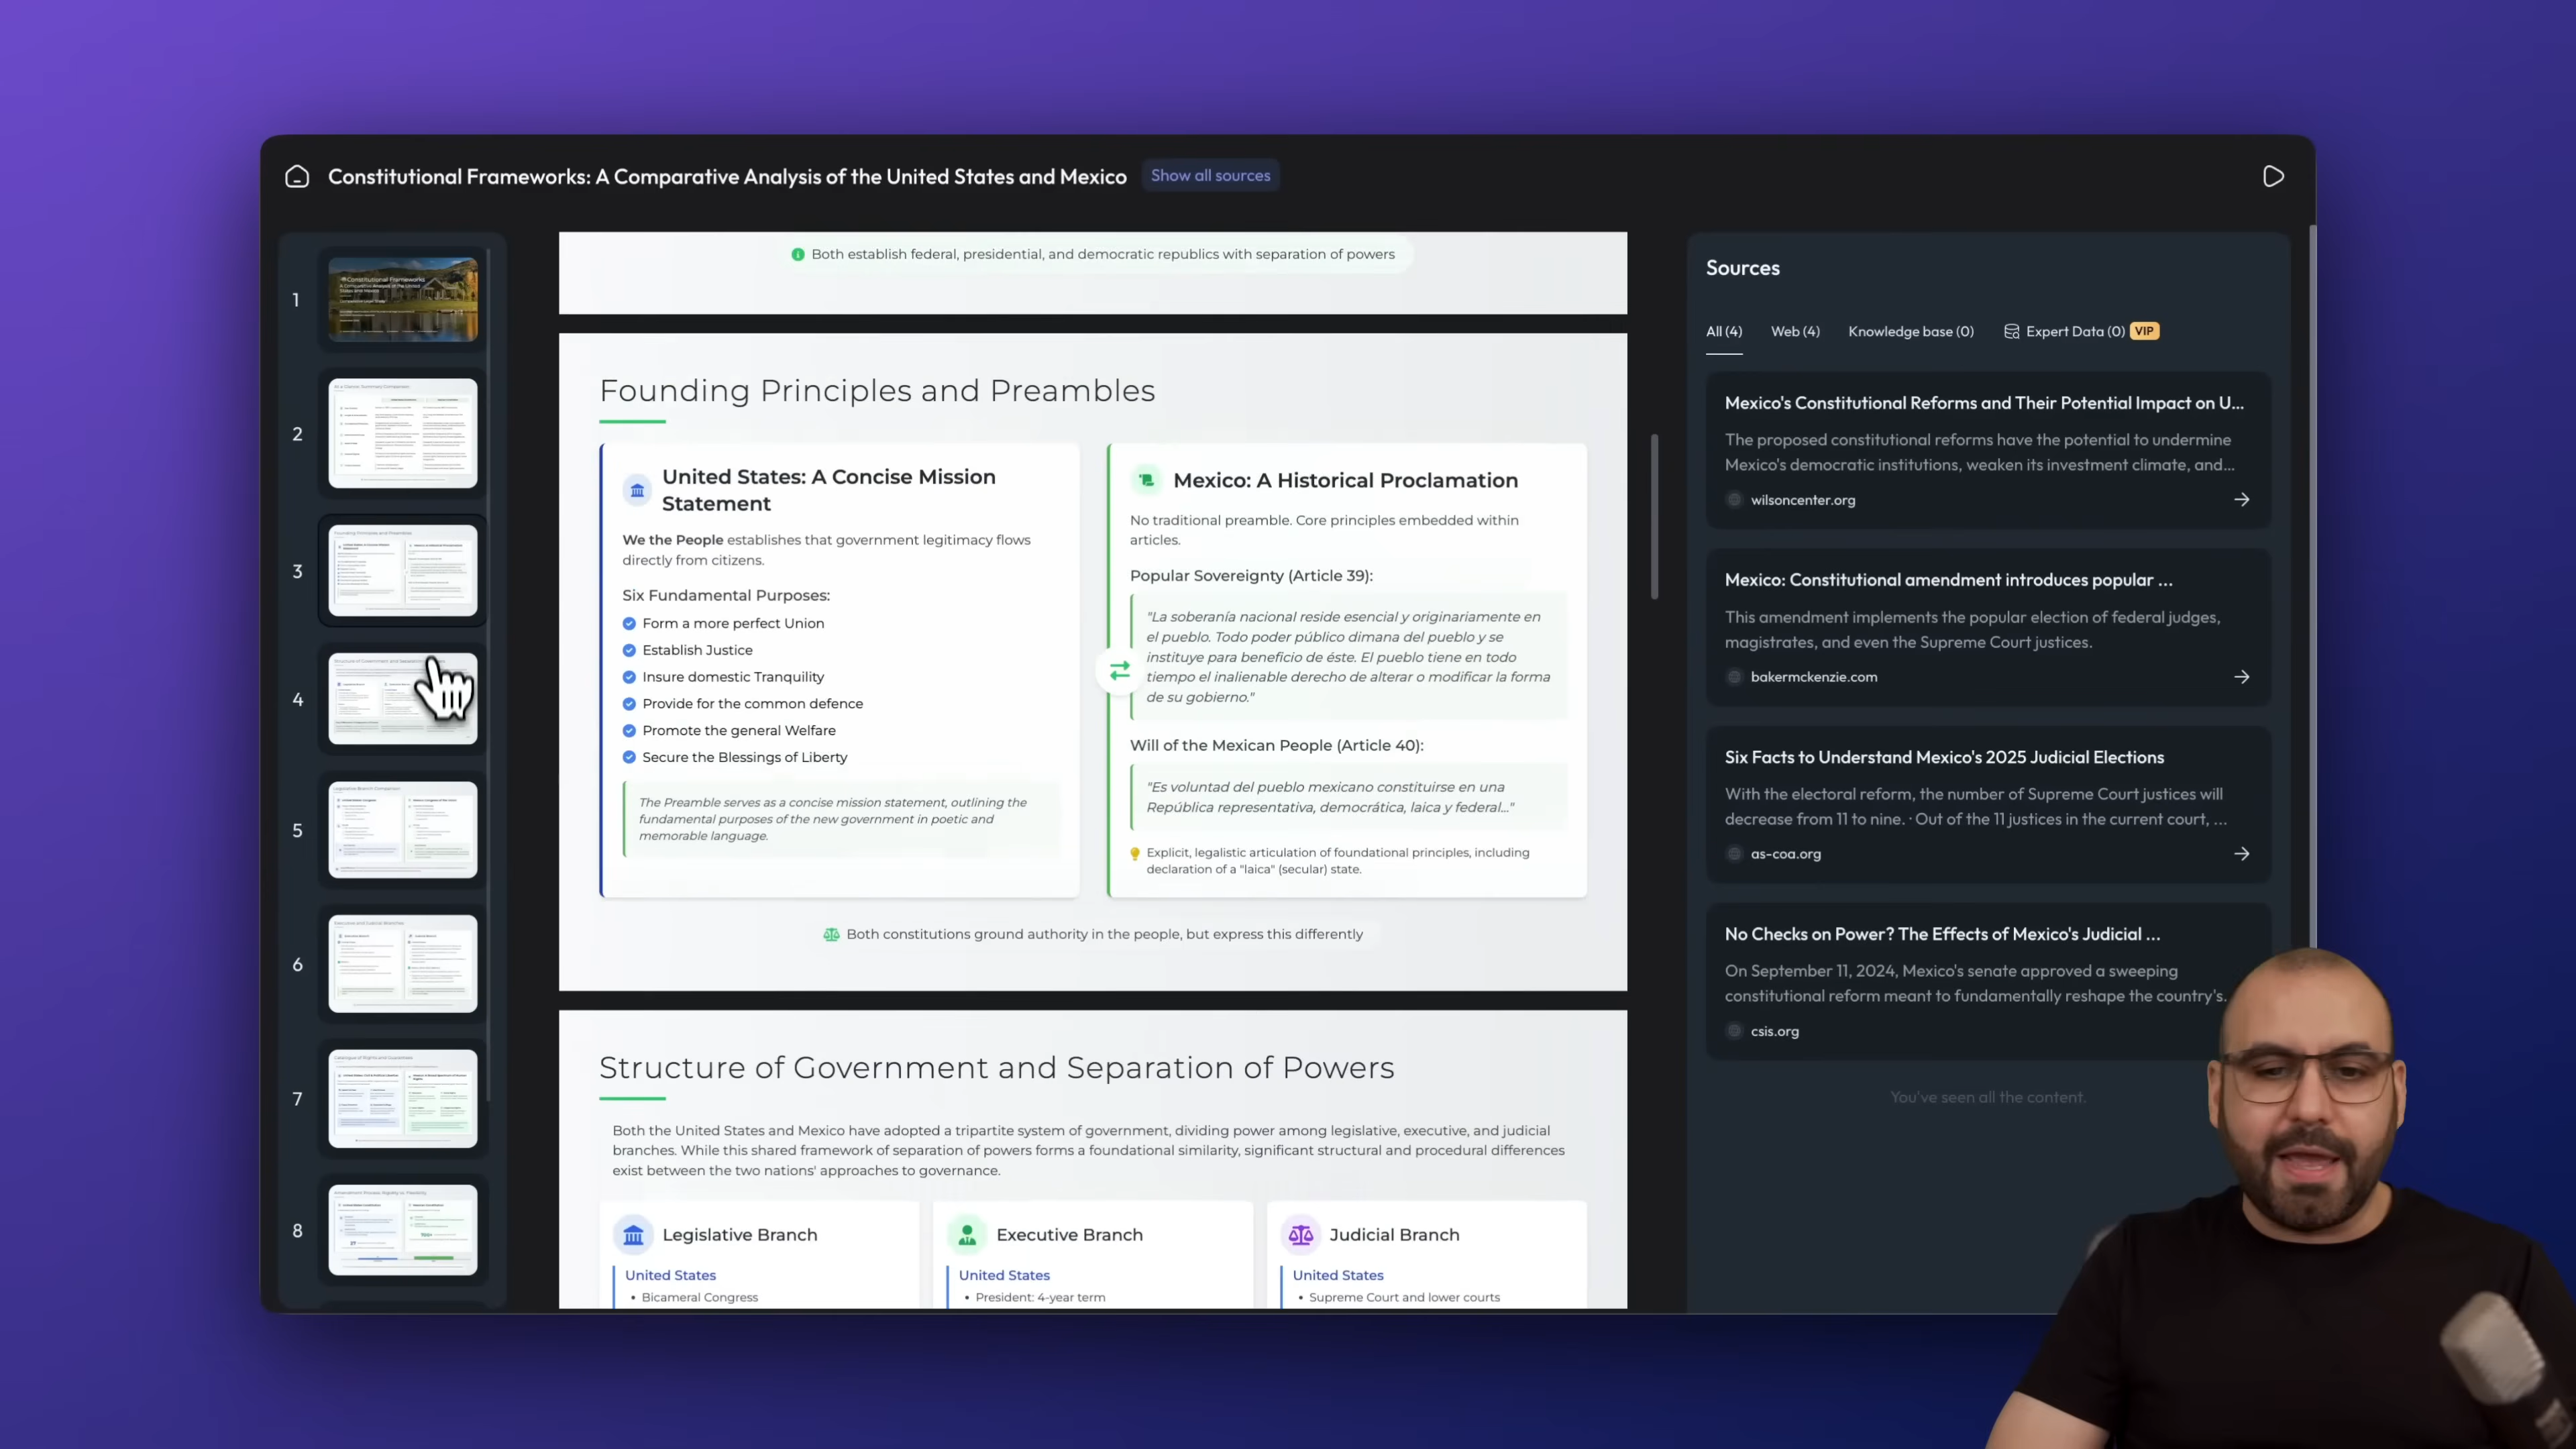 Constitutional Frameworks: A Comparative Analysis of the United States and Mexico
Show all sources
1
2
3
4
5
6
7
8
Both establish federal, presidential, and democratic republics with separation of powers
Founding Principles and Preambles
United States: A Concise Mission
Statement
We the People establishes that government legitimacy flows
directly from citizens.
Six Fundamental Purposes:
Form a more perfect Union
Establish Justice
Insure domestic Tranquility
Provide for the common defence
Promote the general Welfare
Secure the Blessings of Liberty
The Preamble serves as a concise mission statement, outlining the
fundamental purposes of the new government in poetic and
memorable language.
Mexico: A Historical Proclamation
No traditional preamble. Core principles embedded within
articles.
Popular Sovereignty (Article 39):
"La soberanía nacional reside esencial y originariamente en
el pueblo. Todo poder público dimana del pueblo y se
instituye para beneficio de éste. El pueblo tiene en todo
tiempo el inalienable derecho de alterar o modificar la forma
de su gobierno."
Will of the Mexican People (Article 40):
"Es voluntad del pueblo mexicano constituirse en una
República representativa, democrática, laica y federal..."
Explicit, legalistic articulation of foundational principles, including
declaration of a "laica" (secular) state.
Both constitutions ground authority in the people, but express this differently
Structure of Government and Separation of Powers
Both the United States and Mexico have adopted a tripartite system of government, dividing power among legislative, executive, and judicial
branches. While this shared framework of separation of powers forms a foundational similarity, significant structural and procedural differences
exist between the two nations' approaches to governance.
Legislative Branch
United States
• Bicameral Congress
Executive Branch
United States
• President: 4-year term
Judicial Branch
United States
• Supreme Court and lower courts
Sources
All (4)
Web (4)
Knowledge base (0)
Expert Data (0) VIP
Mexico's Constitutional Reforms and Their Potential Impact on U...
The proposed constitutional reforms have the potential to undermine
Mexico's democratic institutions, weaken its investment climate, and...
wilsoncenter.org
Mexico: Constitutional amendment introduces popular ...
This amendment implements the popular election of federal judges,
magistrates, and even the Supreme Court justices.
bakermckenzie.com
Six Facts to Understand Mexico's 2025 Judicial Elections
With the electoral reform, the number of Supreme Court justices will
decrease from 11 to nine. · Out of the 11 justices in the current court, ...
as-coa.org
No Checks on Power? The Effects of Mexico's Judicial ...
On September 11, 2024, Mexico's senate approved a sweeping
constitutional reform meant to fundamentally reshape the country's.
csis.org
You've seen all the content.